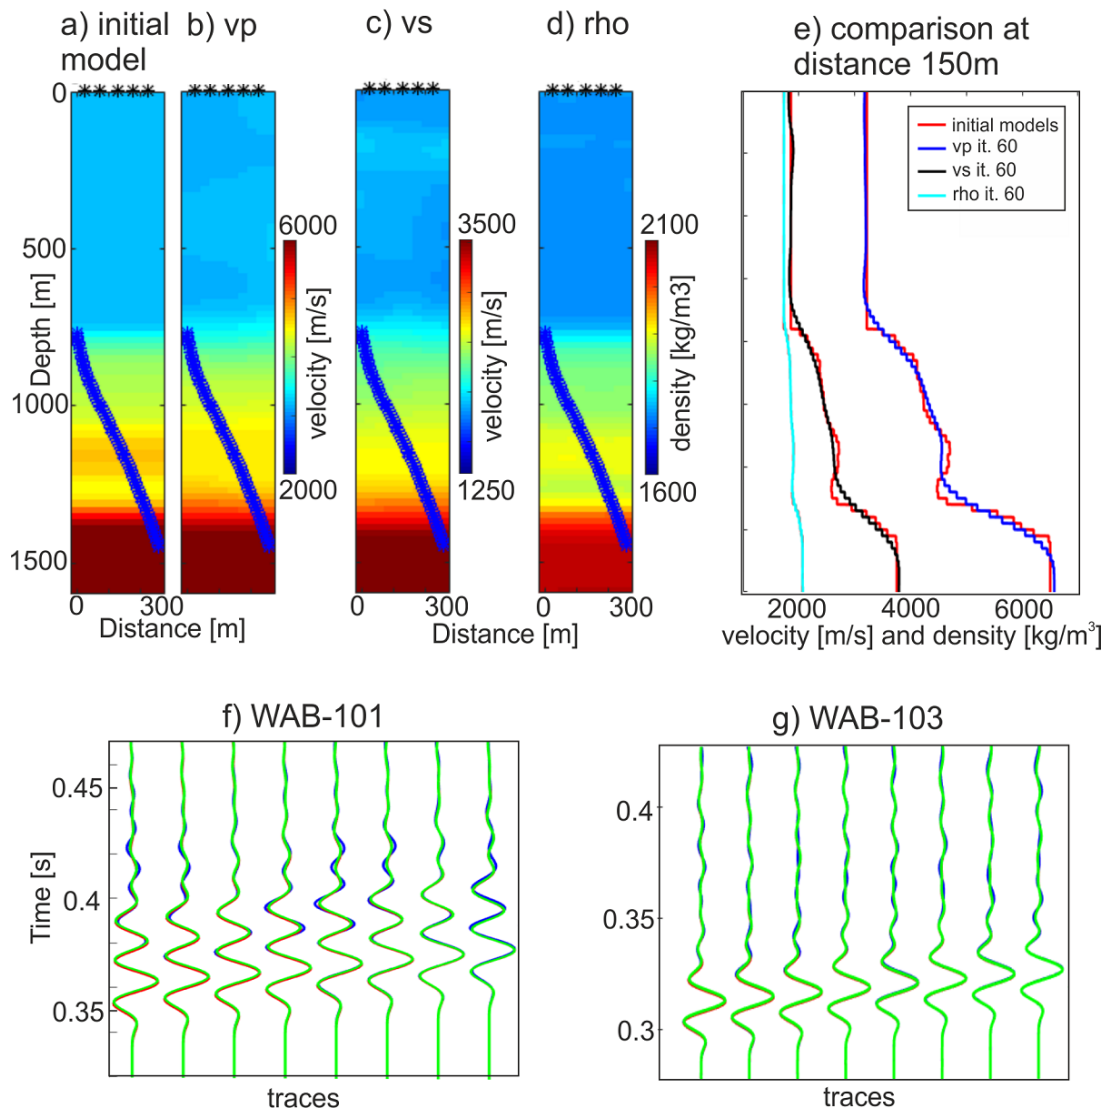 a) initial
model
b) vp
c) vs
d) rho
e) comparison at
distance 150m
0
500
1000
1500
Depth [m]
0
300
Distance [m]
6000
2000
velocity [m/s]
3500
1250
velocity [m/s]
0
300
0
300
Distance [m]
2100
1600
density [kg/m3]
initial models
vp it. 60
vs it. 60
rho it. 60
2000
4000
6000
velocity [m/s] and density [kg/m³]
f) WAB-101
0.45
0.4
0.35
Time [s]
traces
g) WAB-103
0.4
0.35
0.3
traces